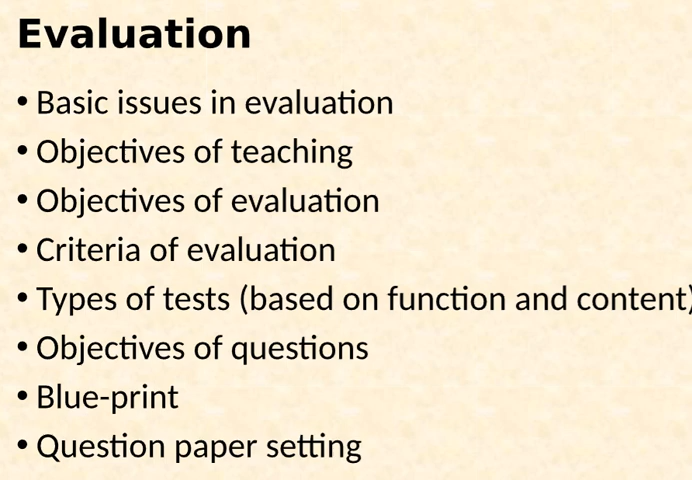 Evaluation
• Basic issues in evaluation
• Objectives of teaching
• Objectives of evaluation
• Criteria of evaluation
• Types of tests (based on function and content)
• Objectives of questions
• Blue-print
• Question paper setting